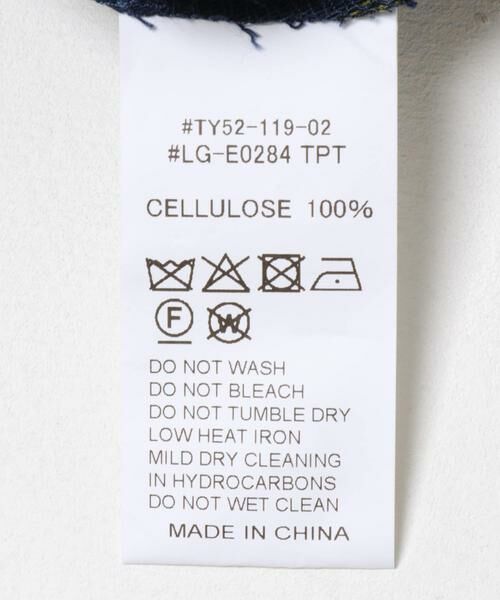 #TY52-119-02
#LG-E0284 TPT
CELLULOSE 100%
F W
DO NOT WASH
DO NOT BLEACH
DO NOT TUMBLE DRY
LOW HEAT IRON
MILD DRY CLEANING
IN HYDROCARBONS
DO NOT WET CLEAN
MADE IN CHINA